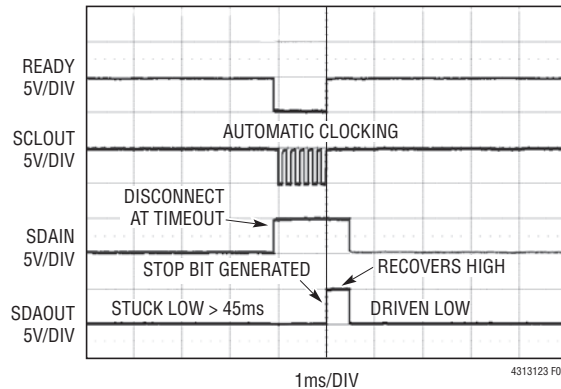 READY
5V/DIV
SCLOUT
5V/DIV
AUTOMATIC CLOCKING
DISCONNECT
AT TIMEOUT
SDAIN
5V/DIV
STOP BIT GENERATED
RECOVERS HIGH
SDAOUT
5V/DIV
STUCK LOW > 45ms
DRIVEN LOW
1ms/DIV
4313123 F0